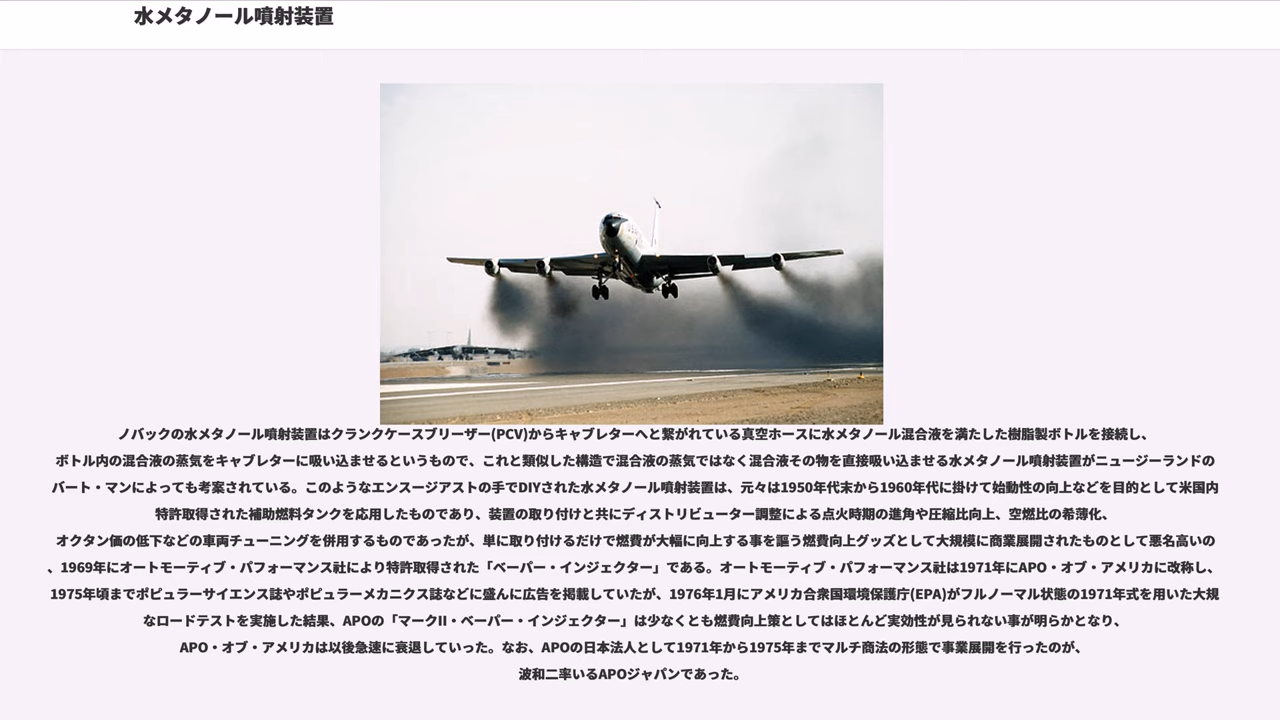 水メタノール噴射装置
ノバックの水メタノール噴射装置はクランクケースブリーザー(PCV)からキャブレターへと繋がれている真空ホースに水メタノール混合液を満たした樹脂製ボトルを接続し、
ボトル内の混合液の蒸気をキャブレターに吸い込ませるというもので、これと類似した構造で混合液の蒸気ではなく混合液その物を直接吸い込ませる水メタノール噴射装置がニュージーランドの
バート・マンによっても考案されている。このようなエンスージアストの手でDIYされた水メタノール噴射装置は、元々は1950年代末から1960年代に掛けて始動性の向上などを目的として米国内
特許取得された補助燃料タンクを応用したものであり、装置の取り付けと共にディストリビューター調整による点火時期の進角や圧縮比向上、空燃比の希薄化、
オクタン価の低下などの車両チューニングを併用するものであったが、単に取り付けるだけで燃費が大幅に向上する事を謳う燃費向上グッズとして大規模に商業展開されたものとして悪名高いの
、1969年にオートモーティブ・パフォーマンス社により特許取得された「ベーパー・インジェクター」である。オートモーティブ・パフォーマンス社は1971年にAPO・オブ・アメリカに改称し、
1975年頃までポピュラーサイエンス誌やポピュラーメカニクス誌などに盛んに広告を掲載していたが、1976年1月にアメリカ合衆国環境保護庁(EPA)がフルノーマル状態の1971年式を用いた大規
なロードテストを実施した結果、APOの「マークII・ベーパー・インジェクター」は少なくとも燃費向上策としてはほとんど実効性が見られない事が明らかとなり、
APO・オブ・アメリカは以後急速に衰退していった。なお、APOの日本法人として1971年から1975年までマルチ商法の形態で事業展開を行ったのが、
波和二率いるAPOジャパンであった。